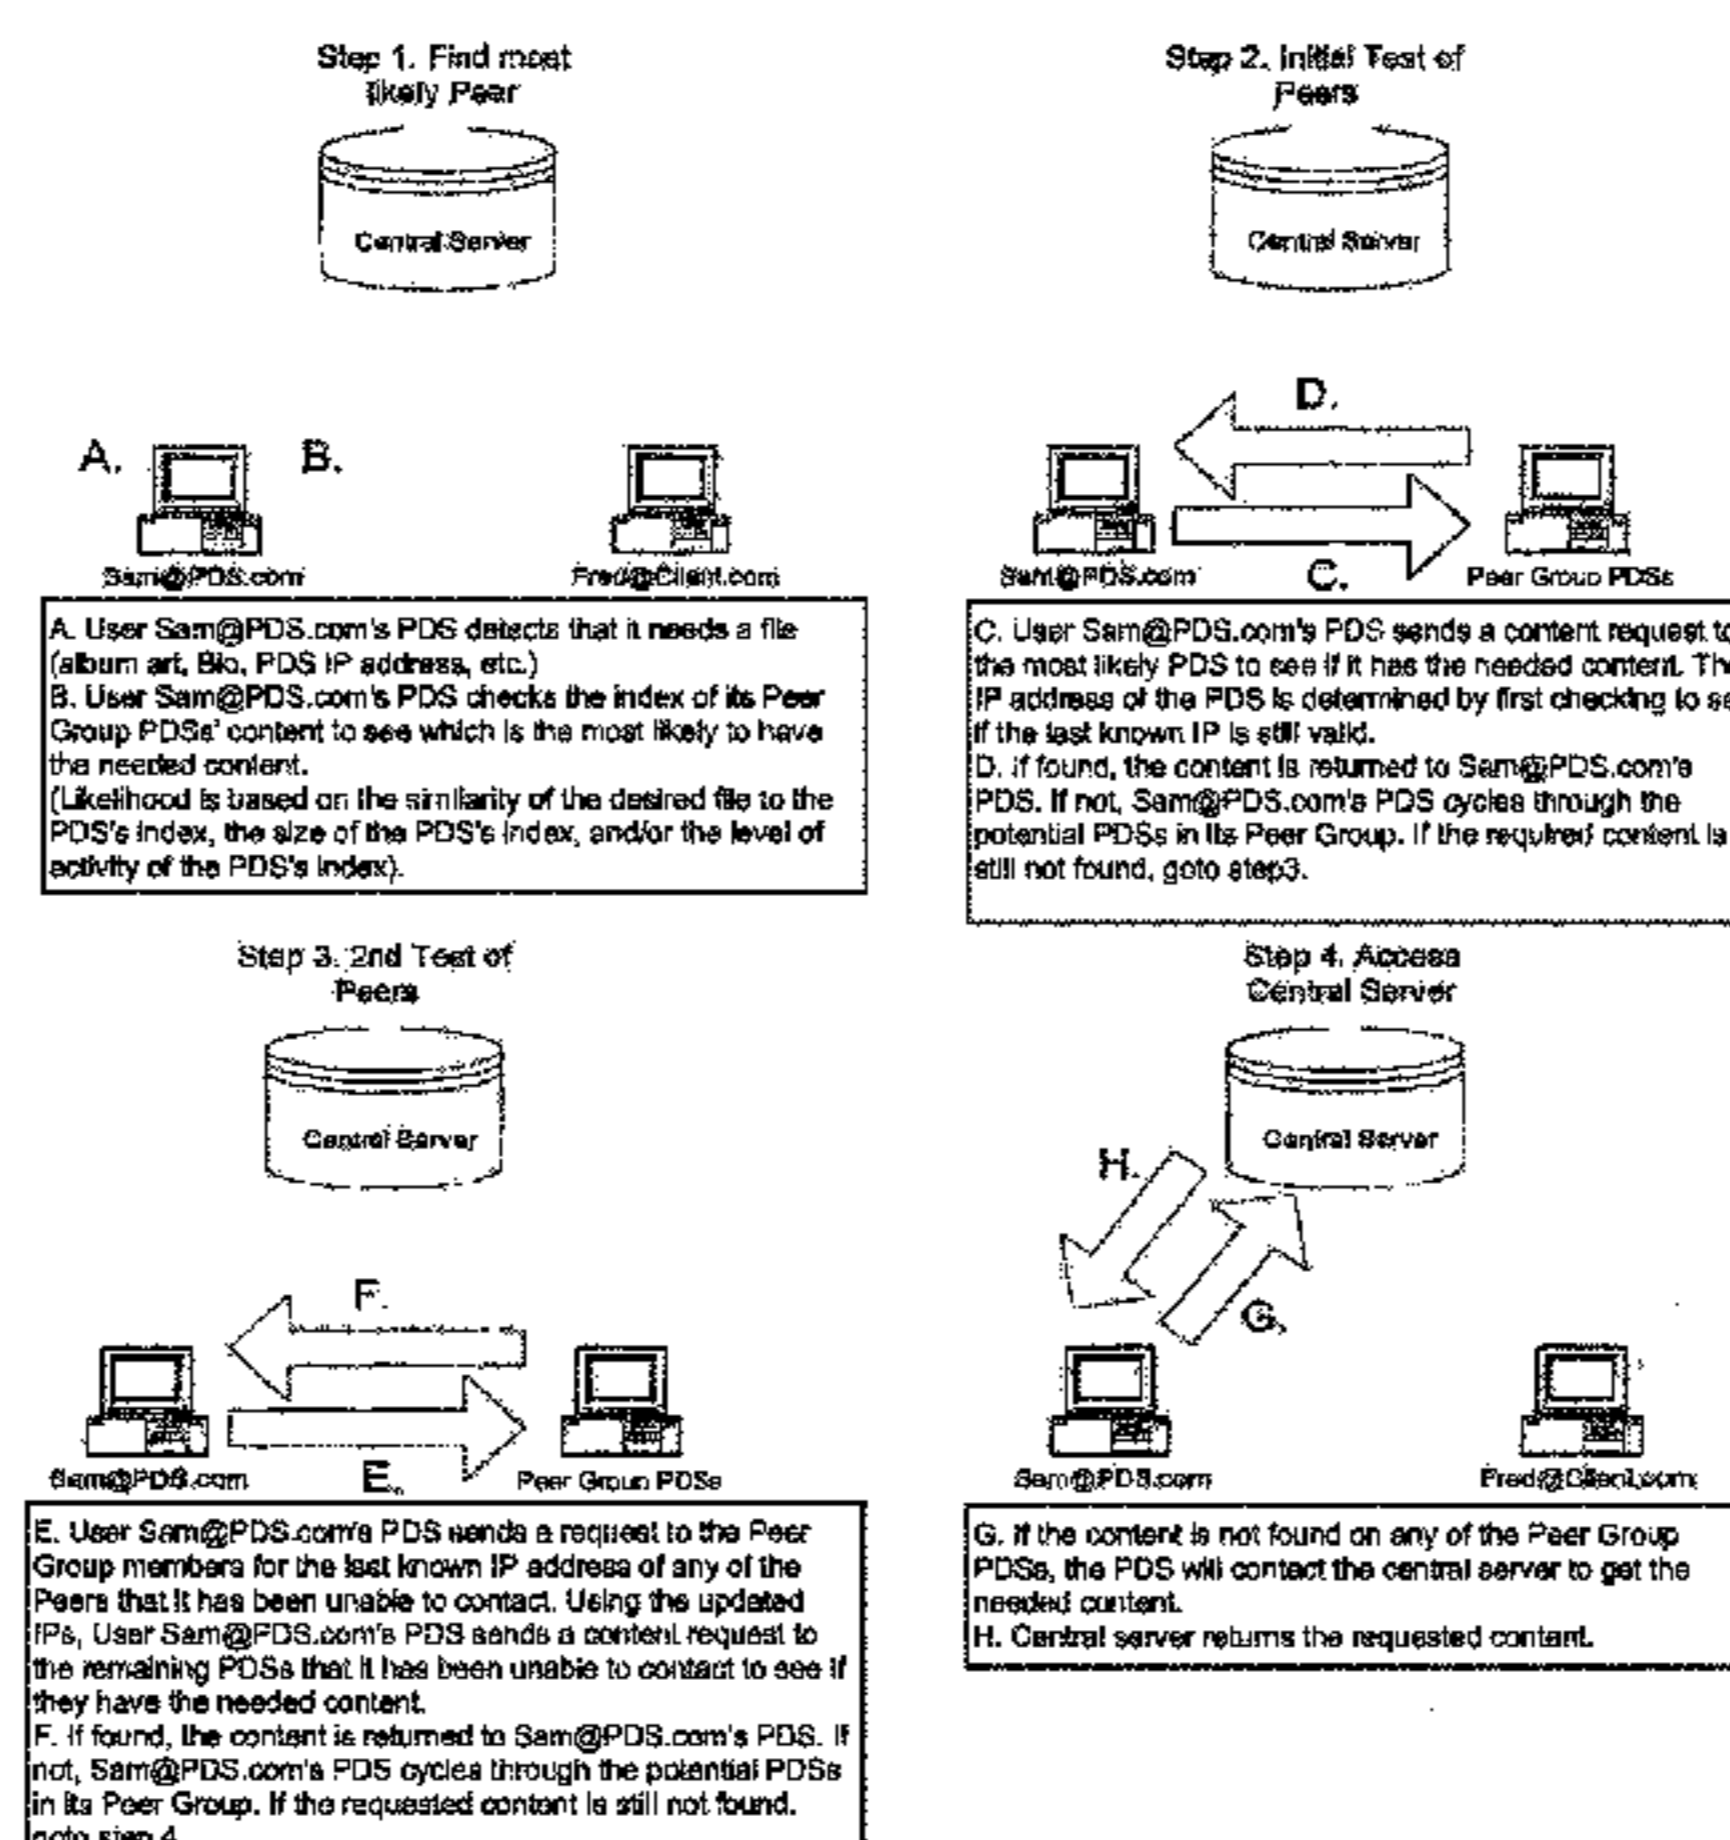 Step 1. Find most
likely Peer
Central Server
A.
B.
Sam@PDS.com
Fred@Client.com
A. User Sam@PDS.com's PDS detects that it needs a file
(album art, Bio, PDS IP address, etc.)
B. User Sam@PDS.com's PDS checks the index of its Peer
Group PDSs' content to see which is the most likely to have
the needed content.
(Likelihood is based on the similarity of the desired file to the
PDS's index, the size of the PDS's index, and/or the level of
activity of the PDS's index).
Step 2. Initial Test of
Peers
Central Server
D.
C.
Sam@PDS.com
Peer Group PDSs
C. User Sam@PDS.com's PDS sends a content request to
the most likely PDS to see if it has the needed content. The
IP address of the PDS is determined by first checking to se
if the last known IP is still valid.
D. If found, the content is returned to Sam@PDS.com's
PDS. If not, Sam@PDS.com's PDS cycles through the
potential PDSs in its Peer Group. If the required content is
still not found, goto step3.
Step 3. 2nd Test of
Peers
Central Server
F.
E.
Sam@PDS.com
Peer Group PDSs
E. User Sam@PDS.com's PDS sends a request to the Peer
Group members for the last known IP address of any of the
Peers that it has been unable to contact. Using the updated
IPs, User Sam@PDS.com's PDS sends a content request to
the remaining PDSs that it has been unable to contact to see if
they have the needed content.
F. If found, the content is returned to Sam@PDS.com's PDS. If
not, Sam@PDS.com's PDS cycles through the potential PDSs
in its Peer Group. If the requested content is still not found.
goto step 4
Step 4. Access
Central Server
Central Server
H.
G.
Sam@PDS.com
Fred@Client.com
G. If the content is not found on any of the Peer Group
PDSs, the PDS will contact the central server to get the
needed content.
H. Central server returns the requested content.